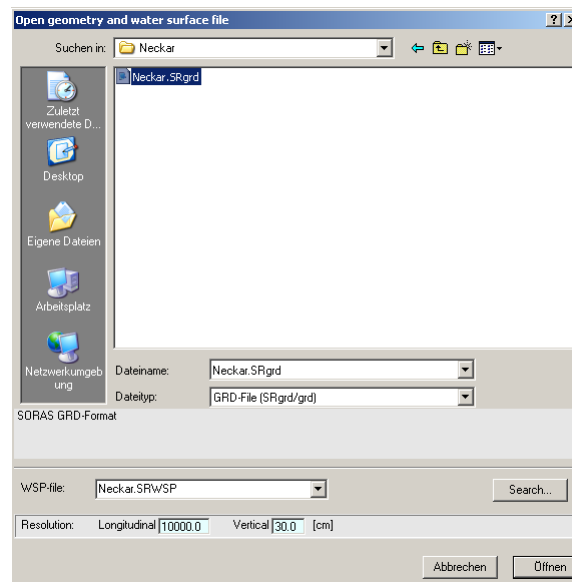 Open geometry and water surface file
Suchen in: Neckar
Neckar.SRgrd
Zuletzt
verwendete D...
Desktop
Eigene Dateien
Arbeitsplatz
Netzwerkumgeb
ung
Dateiname: Neckar.SRgrd
Dateityp: GRD-File (SRgrd/grd)
SORAS GRD-Format
WSP-file: Neckar.SRWSP Search...
Resolution: Longitudinal 10000.0 Vertical 30.0 [cm]
Abbrechen Öffnen